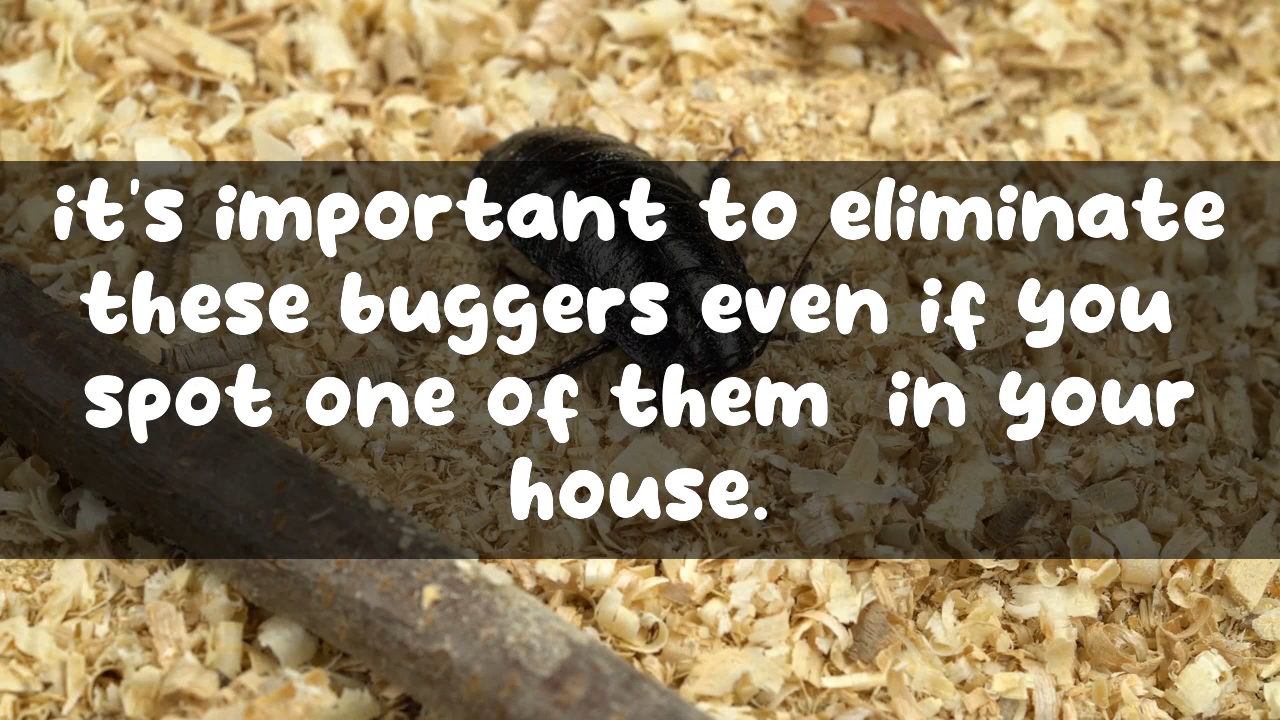 it's important to eliminate
these buggers even if you
spot one of them  in your
house.